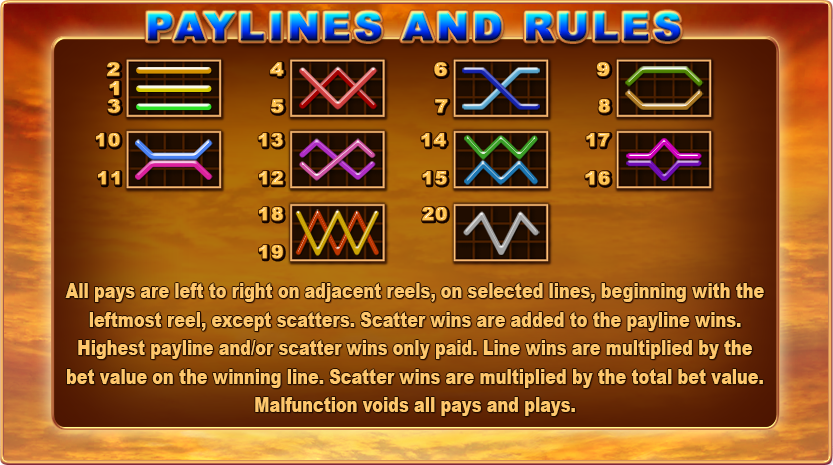 PAYLINES AND RULES
2 4 6 9
1
3 5 7 8
10 13 14 17
11 12 15 16
18 20
19
All pays are left to right on adjacent reels, on selected lines, beginning with the
leftmost reel, except scatters. Scatter wins are added to the payline wins.
Highest payline and/or scatter wins only paid. Line wins are multiplied by the
bet value on the winning line. Scatter wins are multiplied by the total bet value.
Malfunction voids all pays and plays.